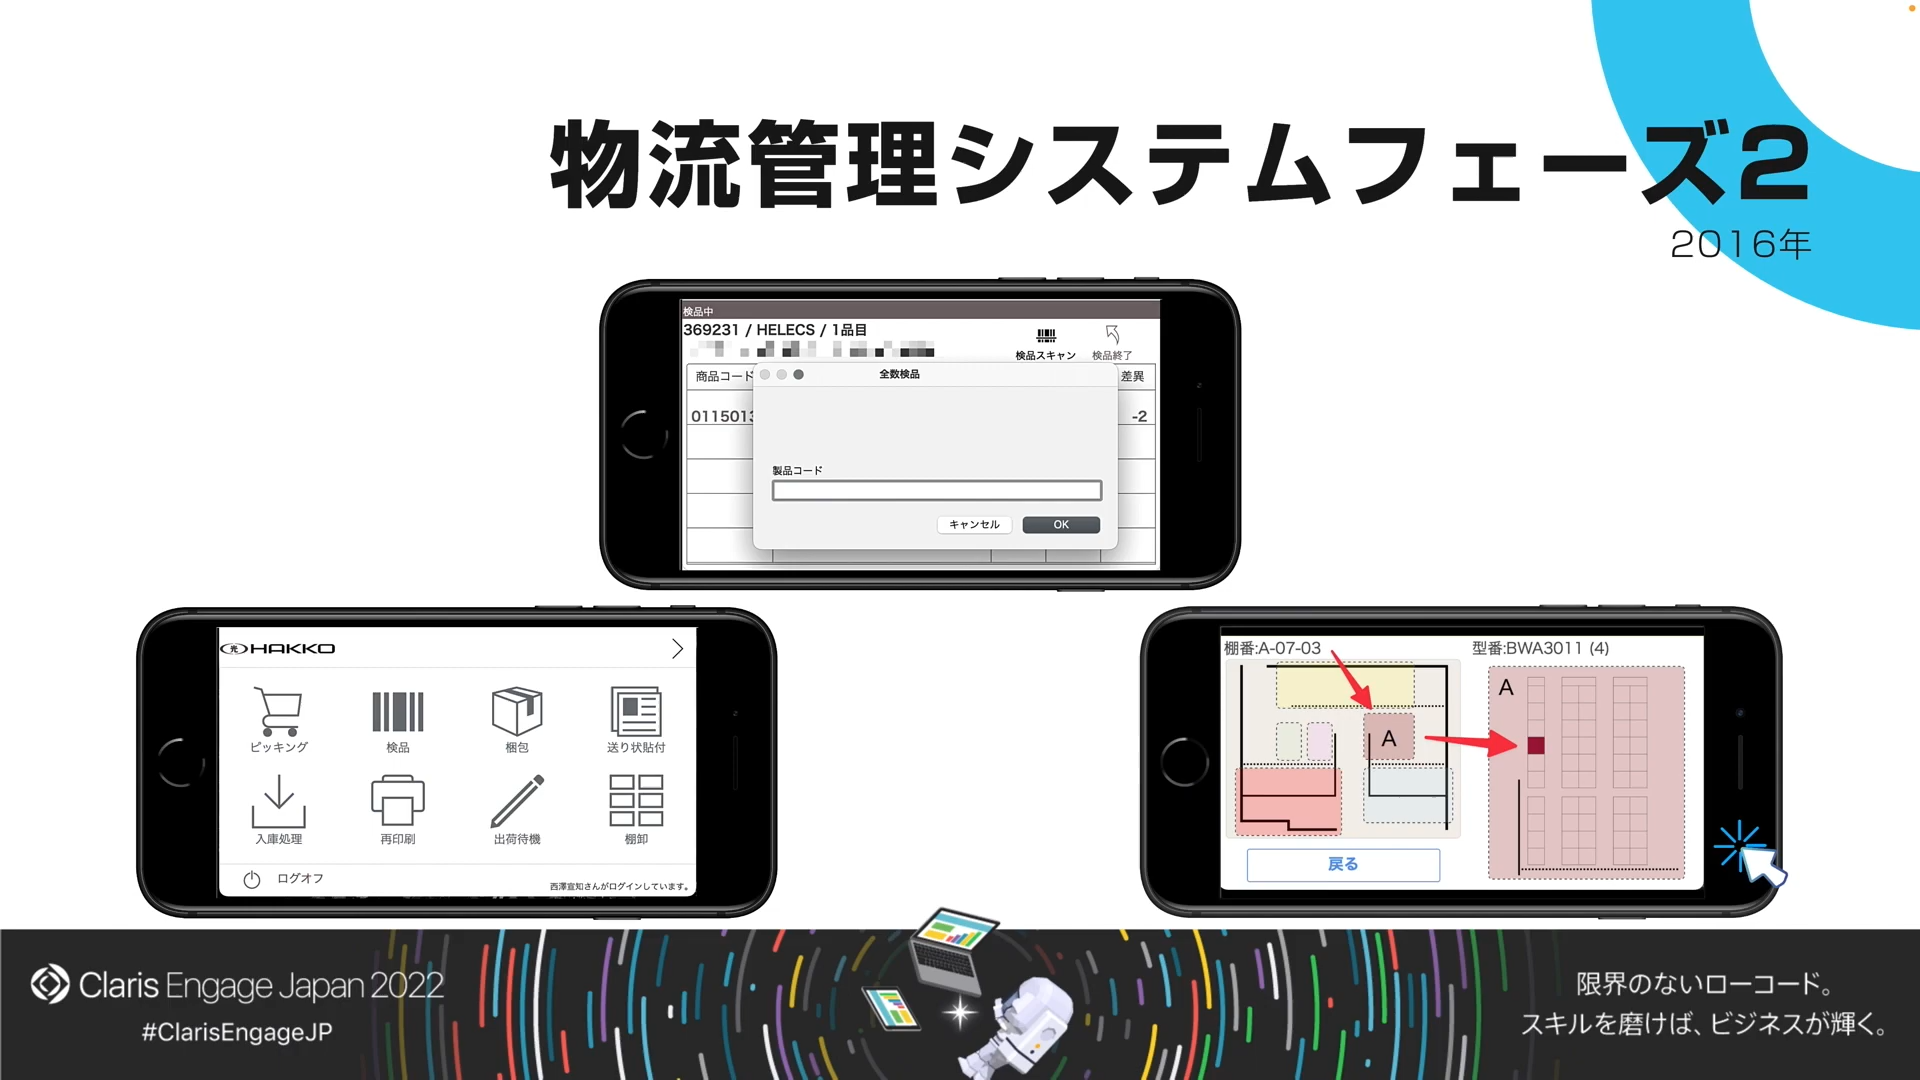 物流管理システムフェーズ2
2016年
検品中
369231 / HELECS / 1品目
検品スキャン
検品終了
商品コード
全数検品
差異
011501
-2
製品コード
キャンセル
OK
HAKKO
ピッキング
検品
梱包
送り状貼付
入庫処理
再印刷
出荷待機
棚卸
ログオフ
西澤宣知さんがログインしています。
棚番:A-07-03
型番:BWA3011 (4)
A
A
戻る
Claris Engage Japan 2022
#ClarisEngageJP
限界のないローコード。
スキルを磨けば、ビジネスが輝く。